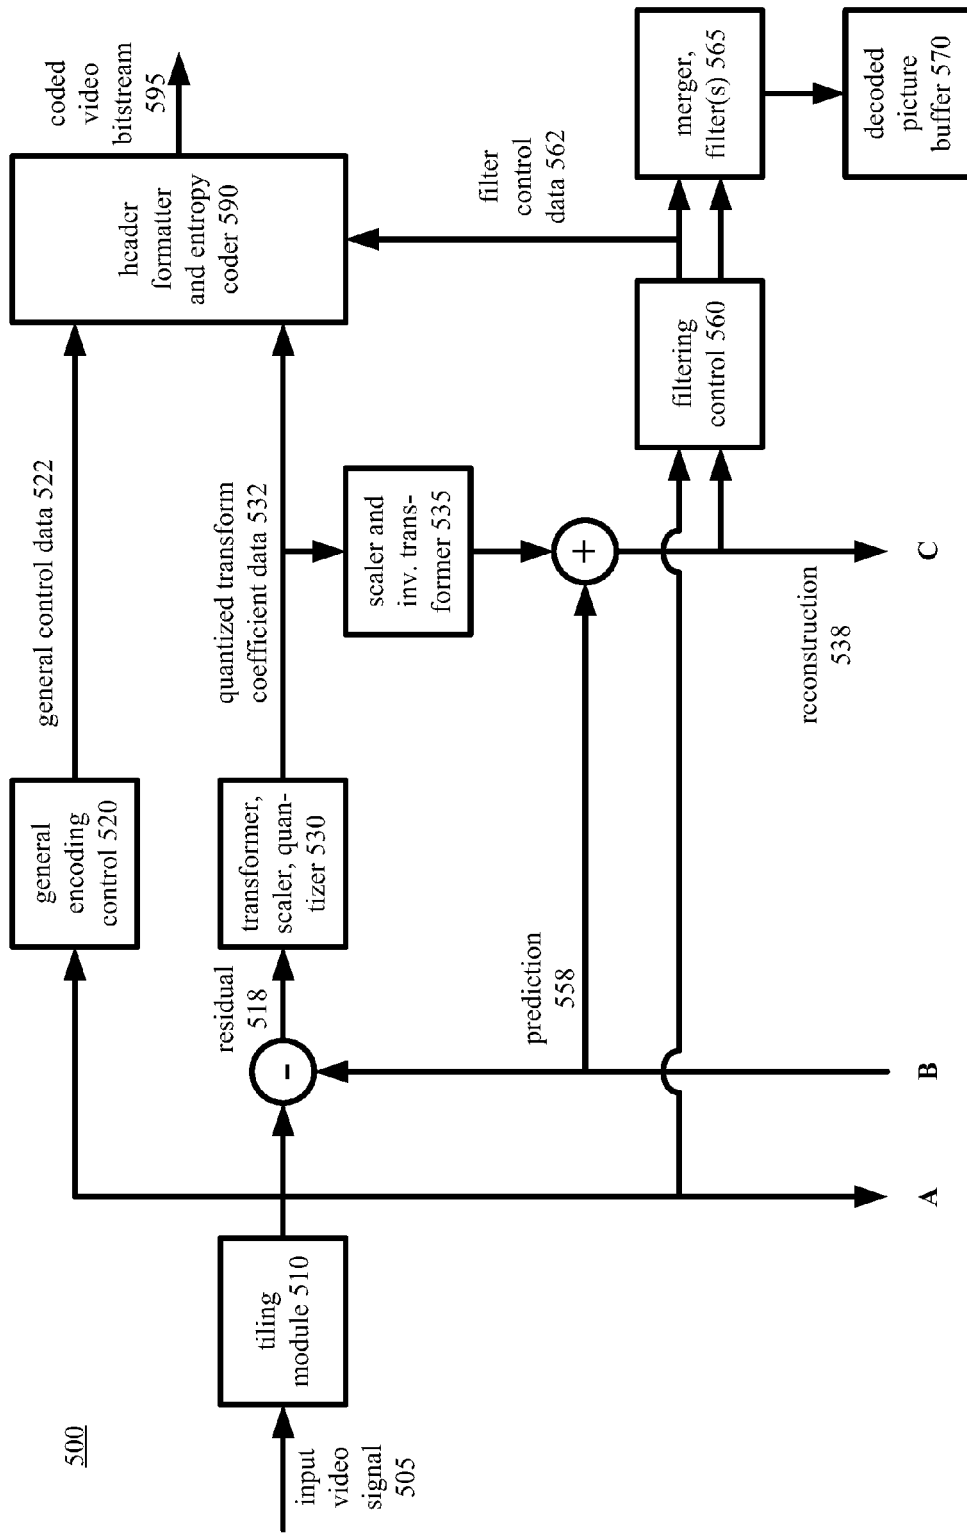 500
input
video
signal
505
tiling
module 510
general
encoding
control 520
general control data 522
residual
518
-
transformer,
scaler, quan-
tizer 530
quantized transform
coefficient data 532
header
formatter
and entropy
coder 590
coded
video
bitstream
595
scaler and
inv. trans-
former 535
prediction
558
+
filter
control
data 562
filtering
control 560
merger,
filter(s) 565
decoded
picture
buffer 570
reconstruction
538
A
B
C